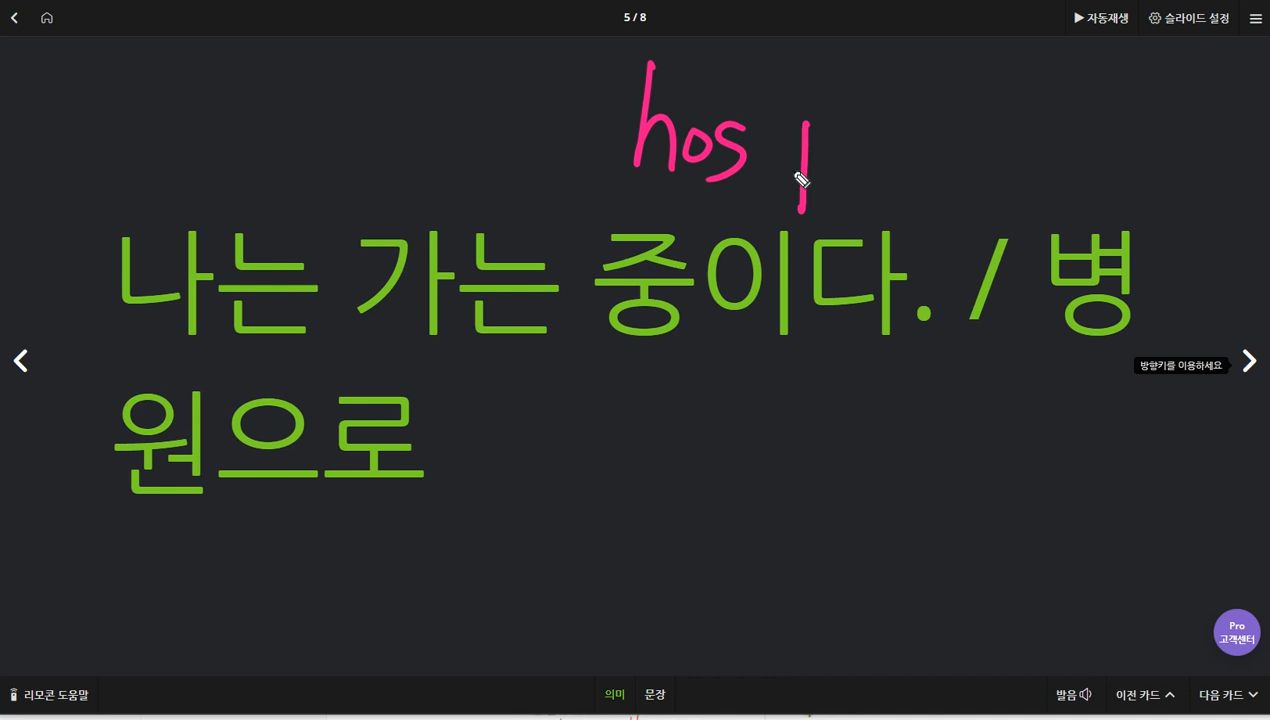 5 / 8
자동재생
슬라이드 설정
hos
나는 가는 중이다. / 병
원으로
방향키를 이용하세요
Pro
고객센터
리모콘 도움말
의미
문장
발음
이전 카드
다음 카드